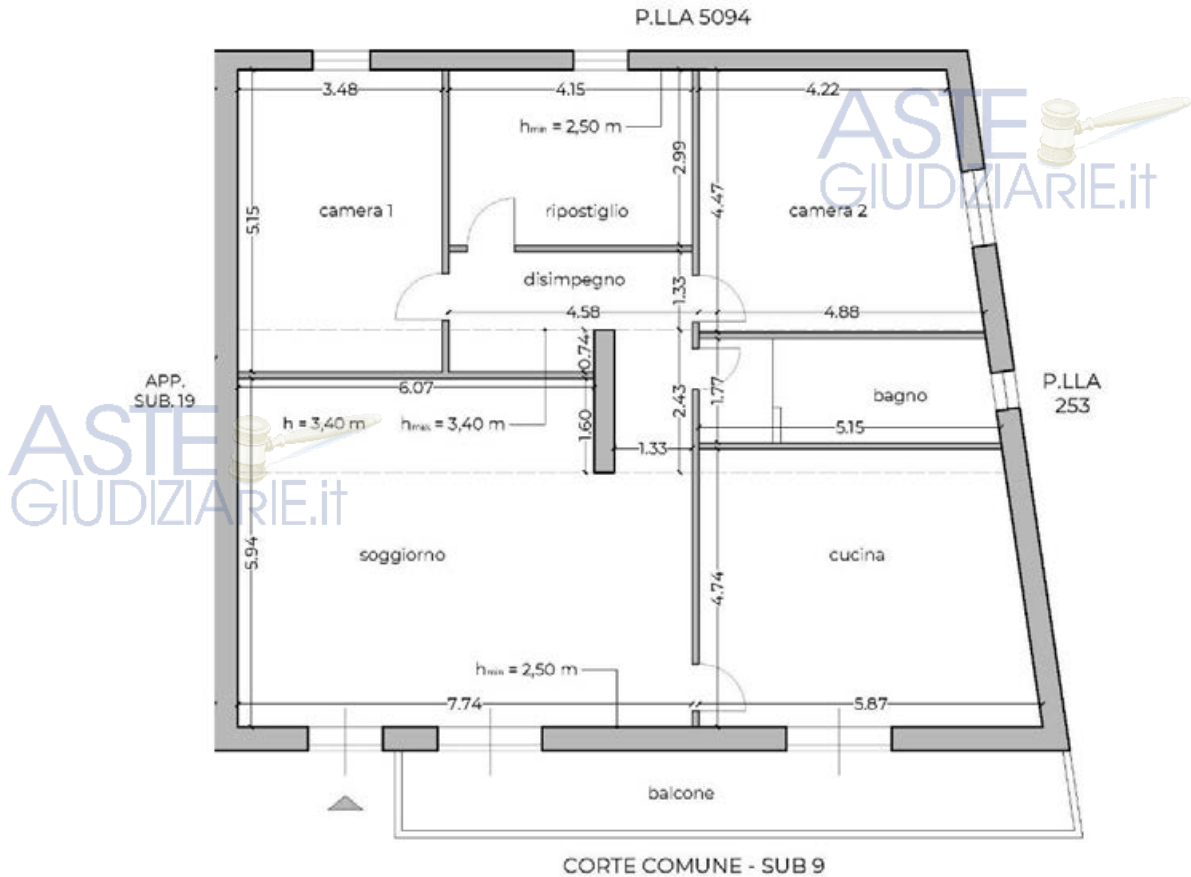 P.LLA 5094
3.48
4.15
4.22
hmin = 2,50 m
ASTE
GIUDIZIARIE.it
2.99
4.47
5.15
camera 1
ripostiglio
camera 2
disimpegno
1.33
4.58
4.88
0.74
APP.
SUB. 19
6.07
P.LLA
253
1.77
bagno
2.43
h = 3,40 m
hmax = 3,40 m
1.60
5.15
1.33
ASTE
GIUDIZIARIE.it
5.94
soggiorno
cucina
4.74
hmin = 2,50 m
7.74
5.87
balcone
CORTE COMUNE - SUB 9